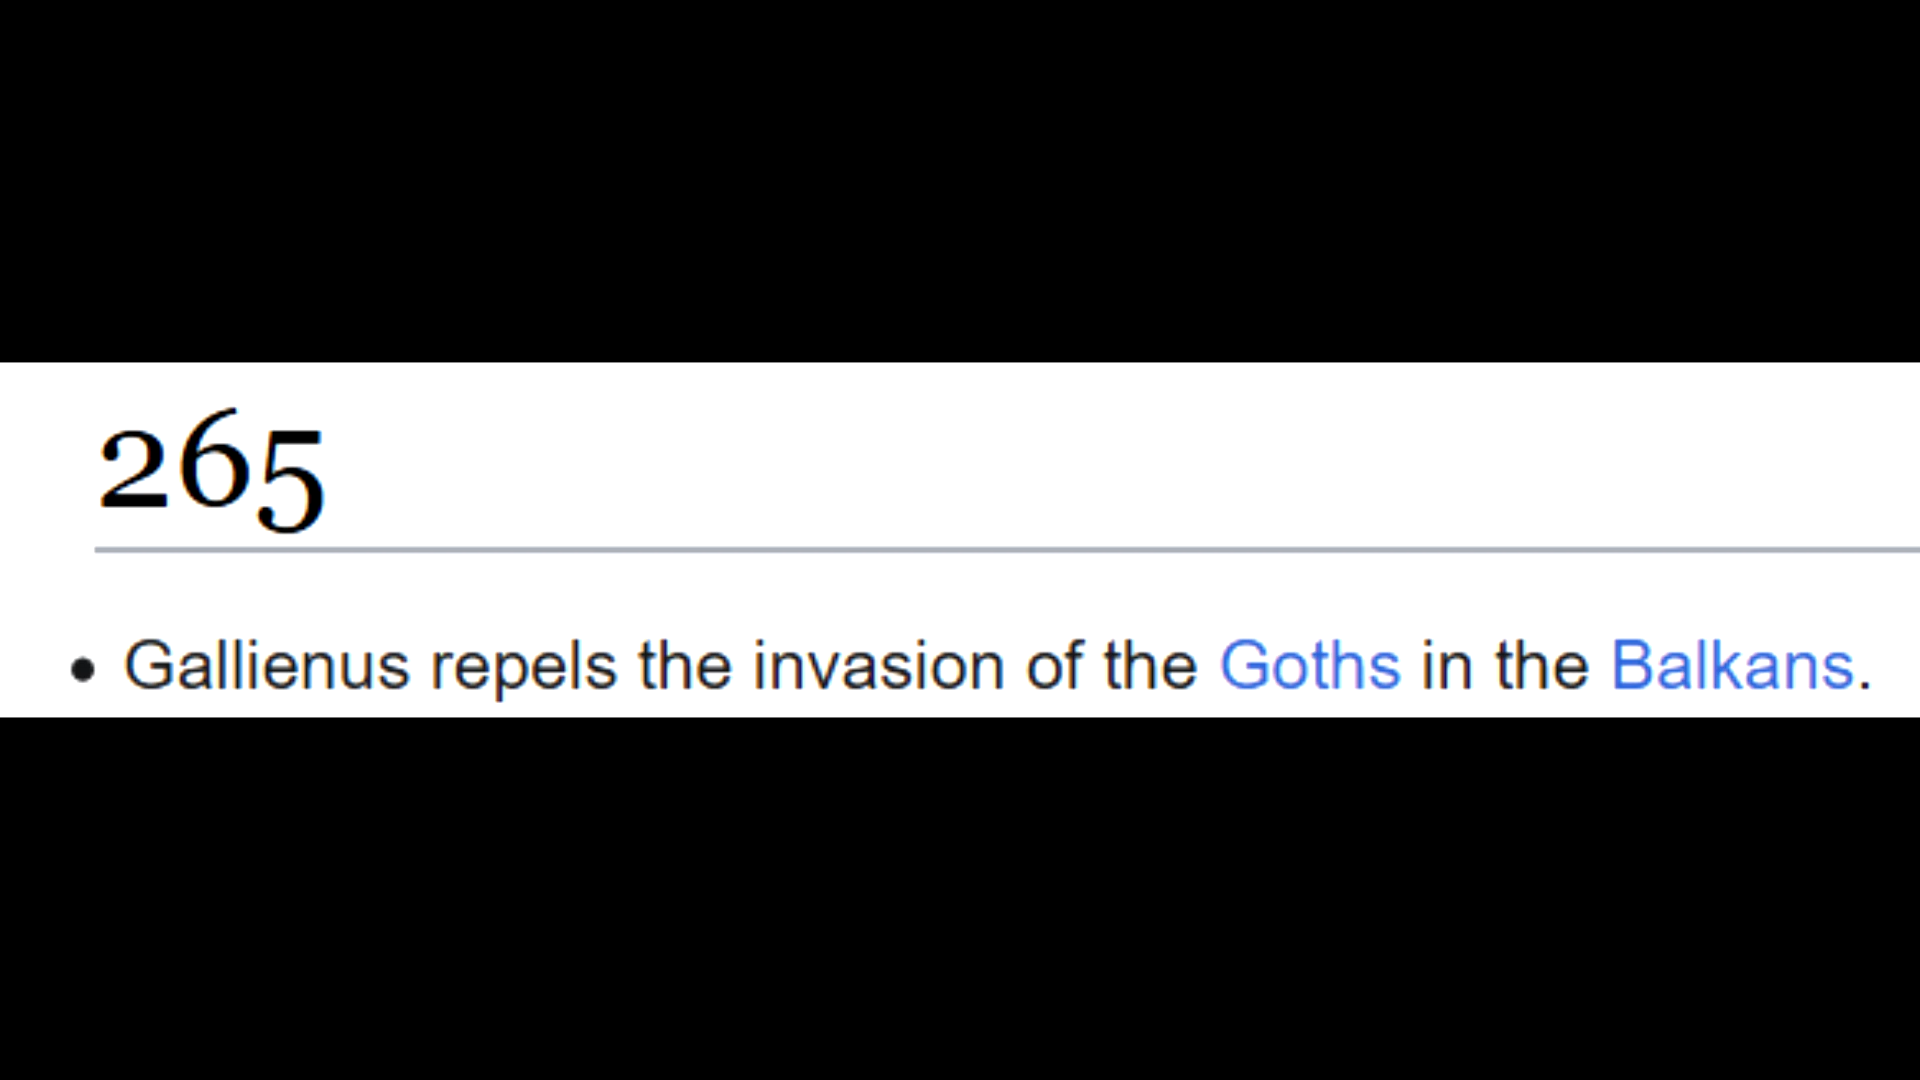 265
• Gallienus repels the invasion of the Goths in the Balkans.